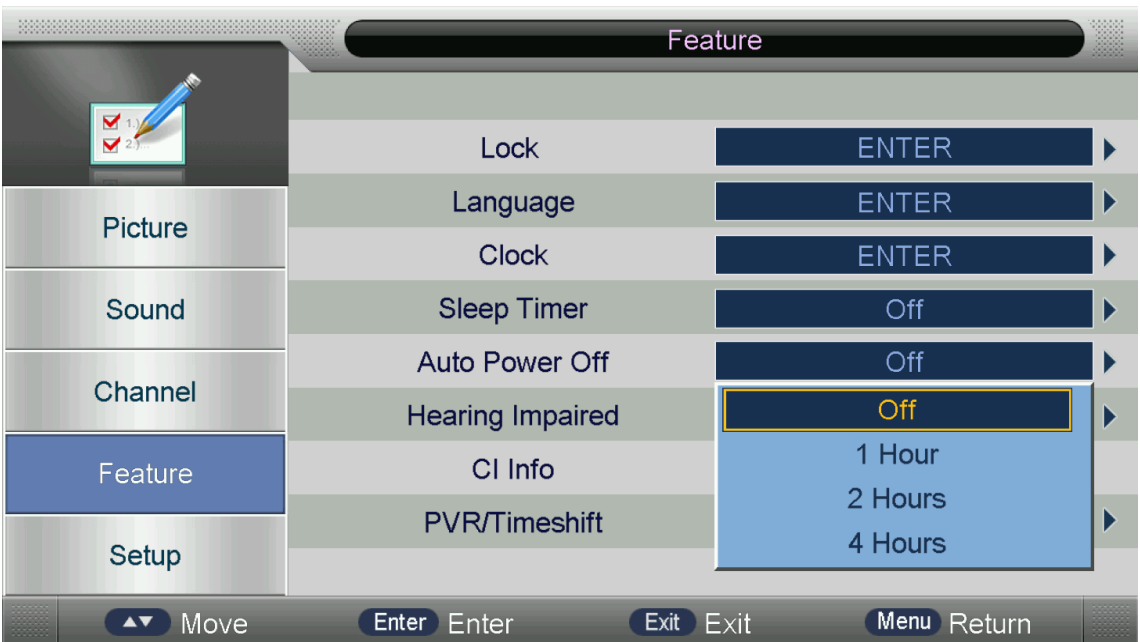 Feature
1.)
2.)...
Picture
Sound
Channel
Feature
Setup
Lock ENTER
Language ENTER
Clock ENTER
Sleep Timer Off
Auto Power Off Off
Hearing Impaired
CI Info
PVR/Timeshift
Off
1 Hour
2 Hours
4 Hours
Move Enter Enter Exit Exit Menu Return